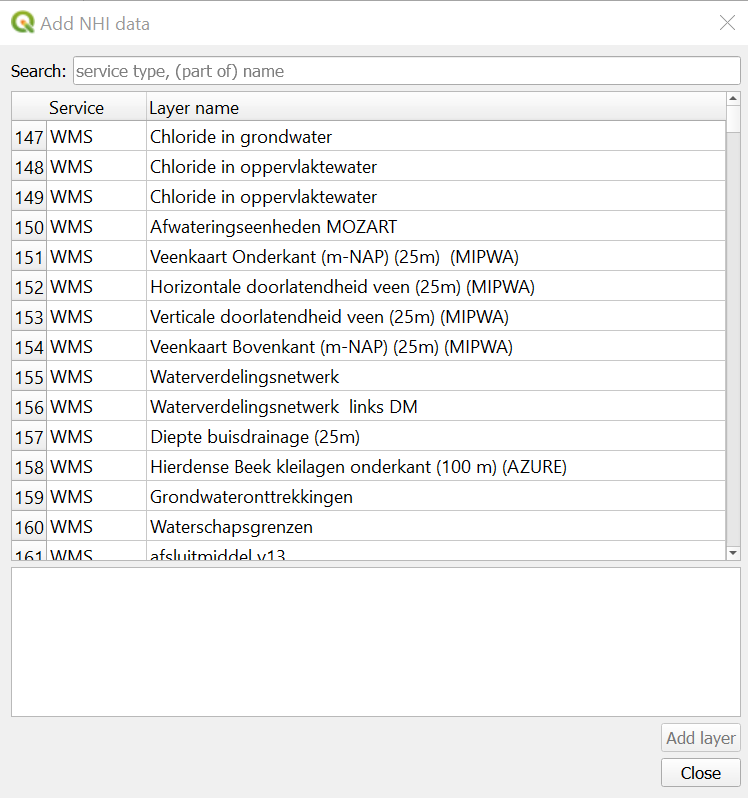 Add NHI data
Search: service type, (part of) name
Service Layer name
147 WMS Chloride in grondwater
148 WMS Chloride in oppervlaktewater
149 WMS Chloride in oppervlaktewater
150 WMS Afwateringseenheden MOZART
151 WMS Veenkaart Onderkant (m-NAP) (25m)  (MIPWA)
152 WMS Horizontale doorlatendheid veen (25m) (MIPWA)
153 WMS Verticale doorlatendheid veen (25m) (MIPWA)
154 WMS Veenkaart Bovenkant (m-NAP) (25m) (MIPWA)
155 WMS Waterverdelingsnetwerk
156 WMS Waterverdelingsnetwerk  links DM
157 WMS Diepte buisdrainage (25m)
158 WMS Hierdense Beek kleilagen onderkant (100 m) (AZURE)
159 WMS Grondwateronttrekkingen
160 WMS Waterschapsgrenzen
161 WMS afsluitmiddel v13
Add layer
Close